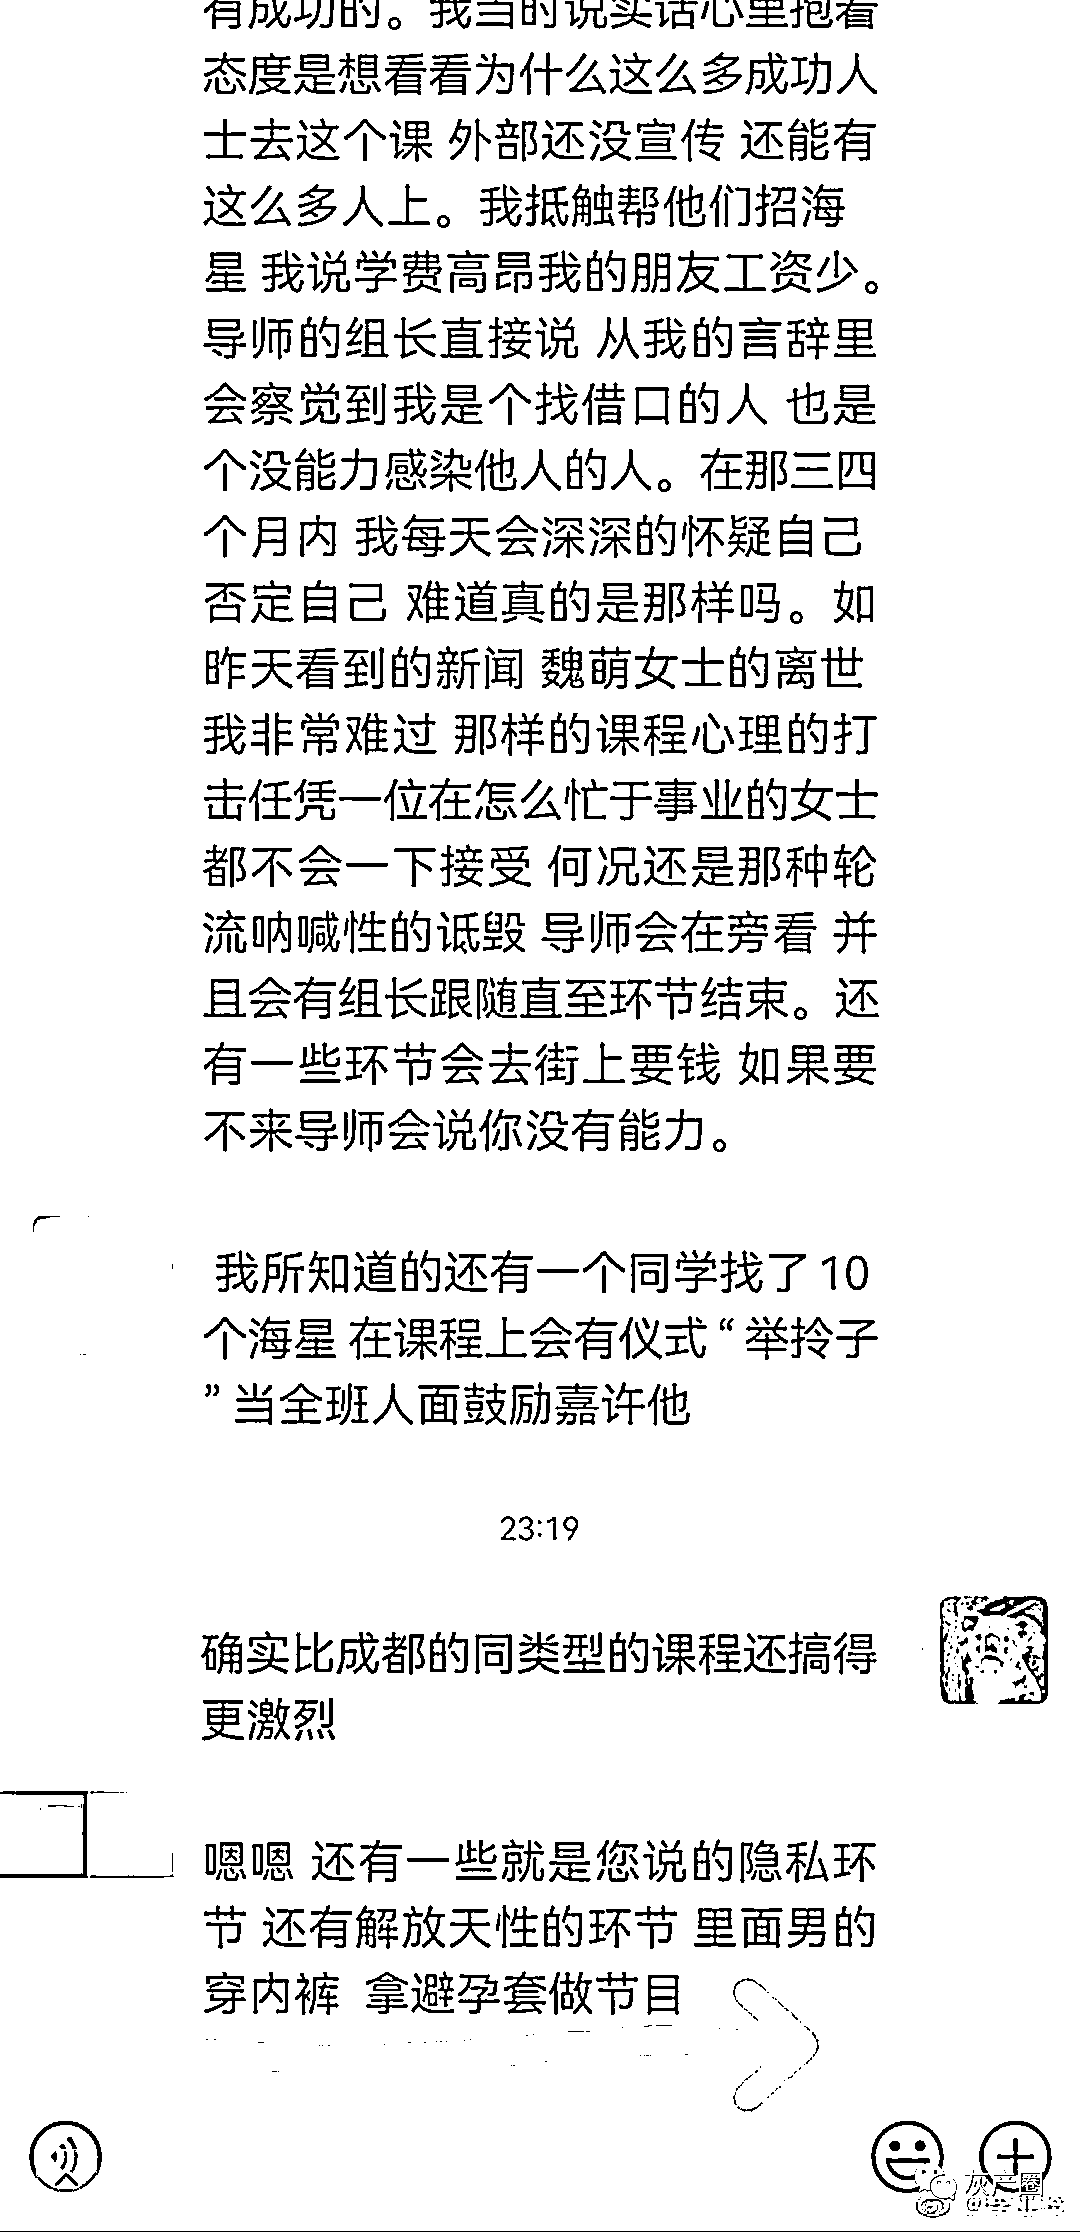 有成功的。我当时说实话心里抱着
态度是想看看为什么这么多成功人
士去这个课 外部还没宣传 还能有
这么多人上。我抵触帮他们招海
星 我说学费高昂我的朋友工资少。
导师的组长直接说 从我的言辞里
会察觉到我是个找借口的人 也是
个没能力感染他人的人。在那三四
个月内 我每天会深深的怀疑自己
否定自己 难道真的是那样吗。如
昨天看到的新闻 魏萌女士的离世
我非常难过 那样的课程心理的打
击任凭一位在怎么忙于事业的女士
都不会一下接受 何况还是那种轮
流呐喊性的诋毁 导师会在旁看 并
且会有组长跟随直至环节结束。还
有一些环节会去街上要钱 如果要
不来导师会说你没有能力。
我所知道的还有一个同学找了10
个海星 在课程上会有仪式“ 举拎子
” 当全班人面鼓励嘉许他
23:19
确实比成都的同类型的课程还搞得
更激烈
嗯嗯 还有一些就是您说的隐私环
节 还有解放天性的环节 里面男的
穿内裤 拿避孕套做节目
灰产圈